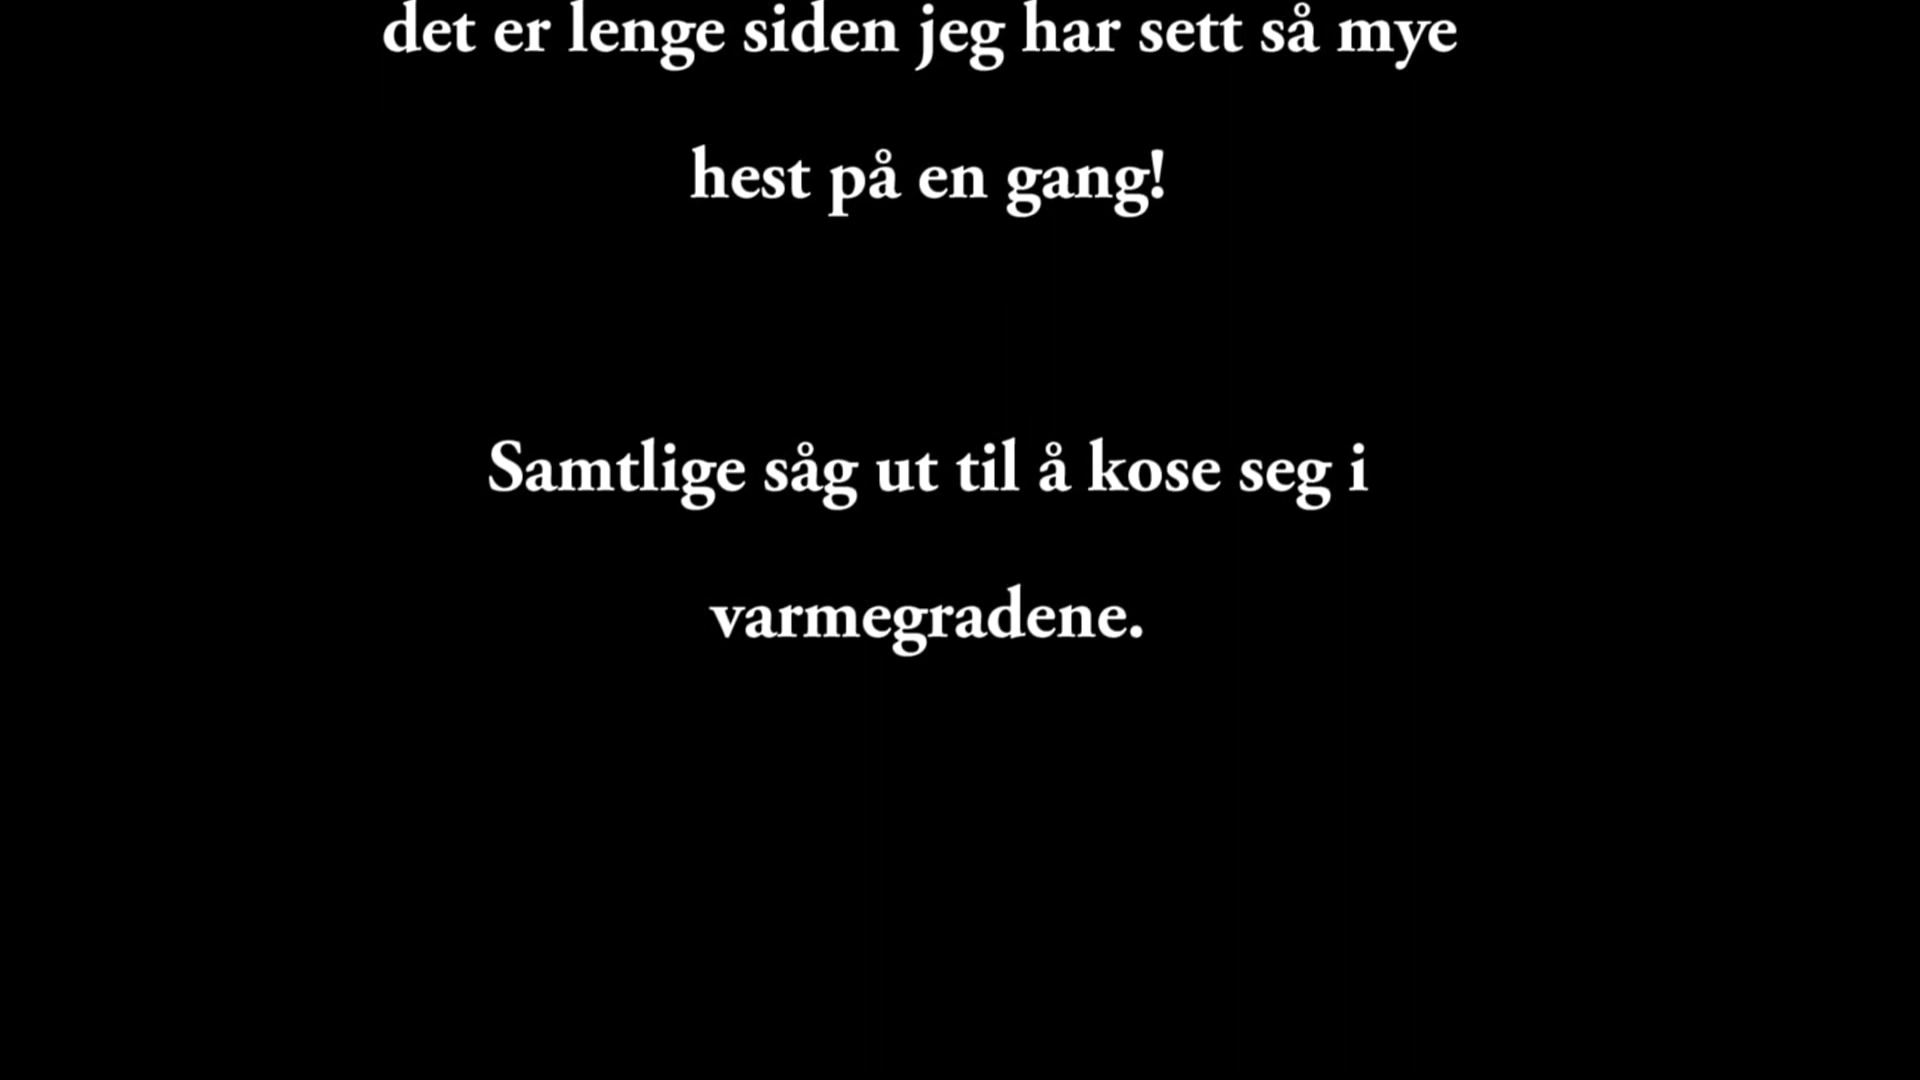 det er lenge siden jeg har sett så mye
hest på en gang!
Samtlige såg ut til å kose seg i
varmegradene.